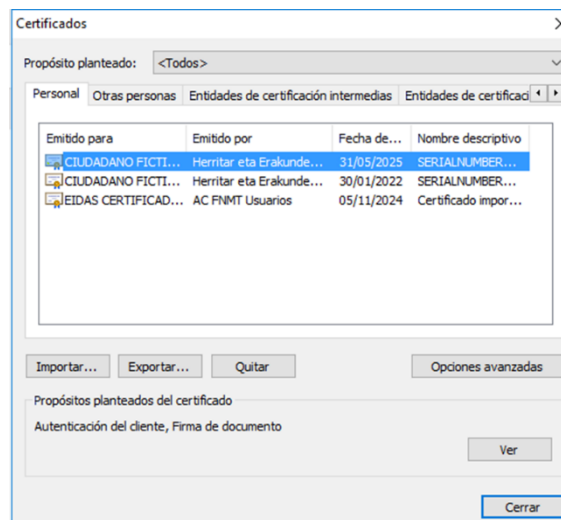 Certificados
Propósito planteado: <Todos>
Personal Otras personas Entidades de certificación intermedias Entidades de certificaci
Emitido para Emitido por Fecha de... Nombre descriptivo
CIUDADANO FICTI... Herritar eta Erakunde... 31/05/2025 SERIALNUMBER...
CIUDADANO FICTI... Herritar eta Erakunde... 30/01/2022 SERIALNUMBER...
EIDAS CERTIFICAD... AC FNMT Usuarios 05/11/2024 Certificado impor...
Importar... Exportar... Quitar Opciones avanzadas
Propósitos planteados del certificado
Autenticación del cliente, Firma de documento
Ver
Cerrar